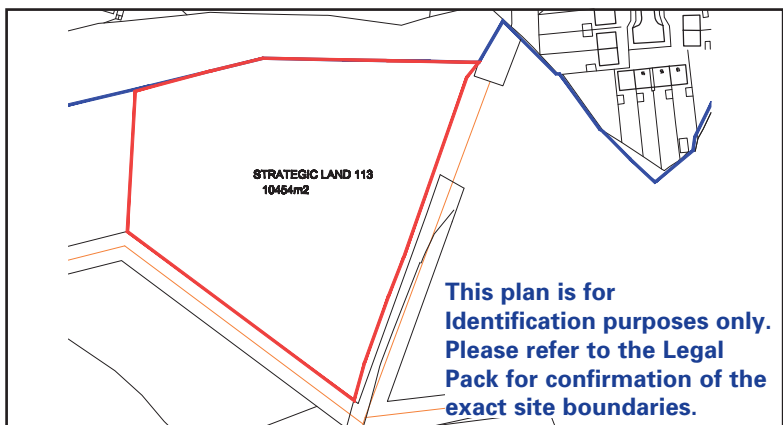 STRATEGIC LAND 113
10454m2
This plan is for
Identification purposes only.
Please refer to the Legal
Pack for confirmation of the
exact site boundaries.